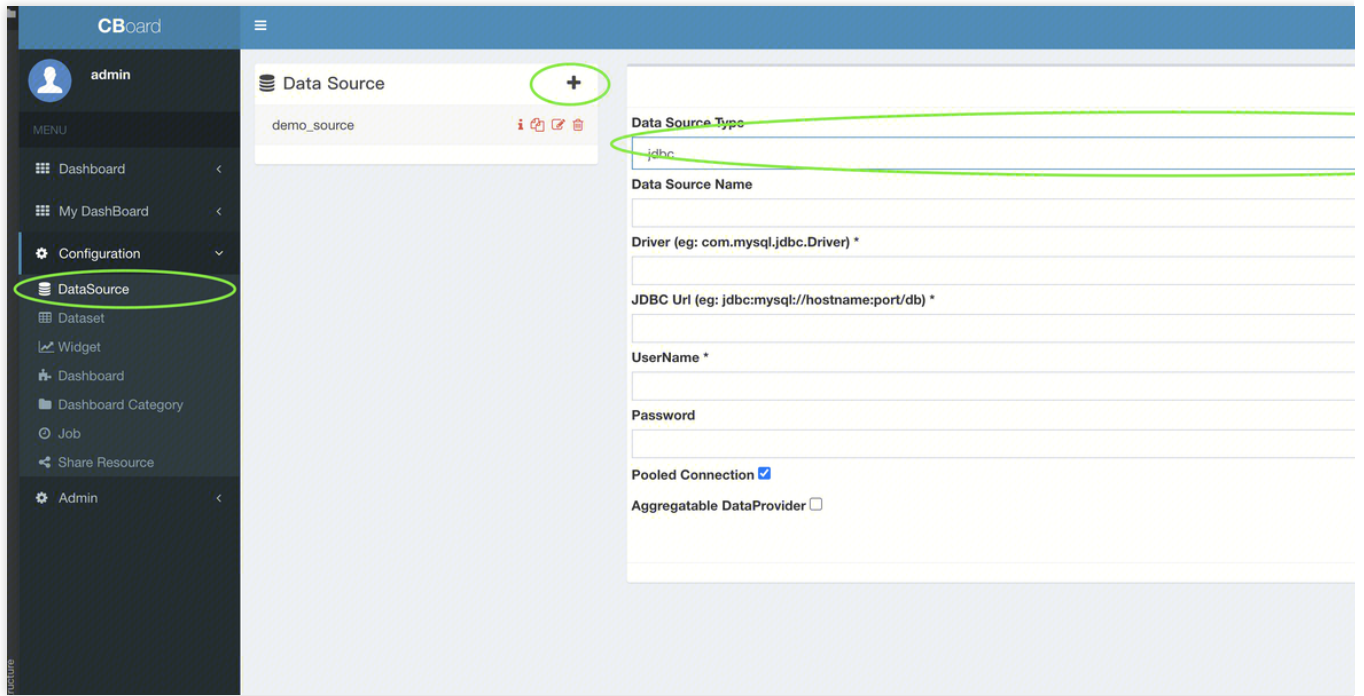 CBoard
admin
MENU
Dashboard
My DashBoard
Configuration
DataSource
Dataset
Widget
Dashboard
Dashboard Category
Job
Share Resource
Admin
Data Source
demo_source
Data Source Type
jdbc
Data Source Name
Driver (eg: com.mysql.jdbc.Driver) *
JDBC Url (eg: jdbc:mysql://hostname:port/db) *
UserName *
Password
Pooled Connection
Aggregatable DataProvider
ructure